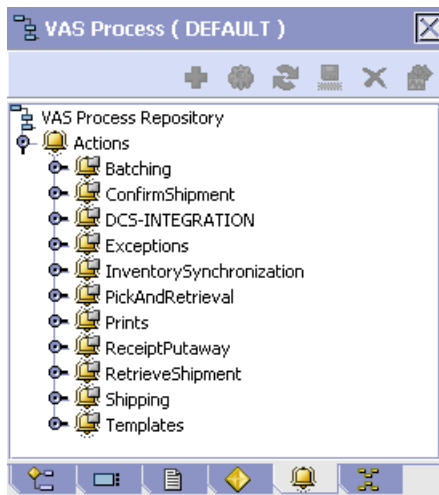 VAS Process ( DEFAULT )
VAS Process Repository
Actions
Batching
ConfirmShipment
DCS-INTEGRATION
Exceptions
InventorySynchronization
PickAndRetrieval
Prints
ReceiptPutaway
RetrieveShipment
Shipping
Templates